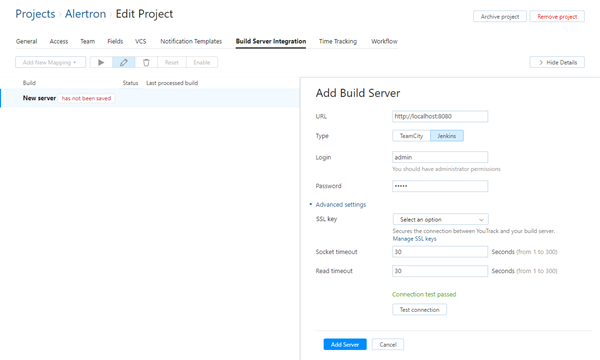 Projects › Alertron › Edit Project
Archive project
Remove project
General Access Team Fields VCS Notification Templates Build Server Integration Time Tracking Workflow
Add New Mapping
Reset
Enable
Hide Details
Build Status Last processed build
New server has not been saved
Add Build Server
URL http://localhost:8080
Type TeamCity Jenkins
Login admin
You should have administrator permissions
Password •••••
Advanced settings
SSL key Select an option
Secures the connection between YouTrack and your build server.
Manage SSL keys
Socket timeout 30 Seconds (from 1 to 300)
Read timeout 30 Seconds (from 1 to 300)
Connection test passed
Test connection
Add Server Cancel